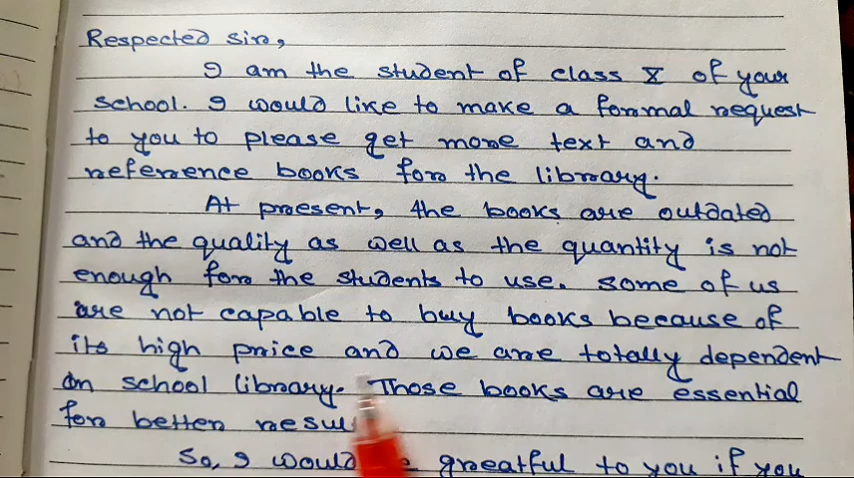 Respected sir,
I am the student of class X of your
school. I would like to make a formal request
to you to please get more text and
reference books for the library.
At present, the books are outdated
and the quality as well as the quantity is not
enough for the students to use. some of us
are not capable to buy books because of
its high price and we are totally dependent
on school library. Those books are essential
for better
So, I would greatful to you if you